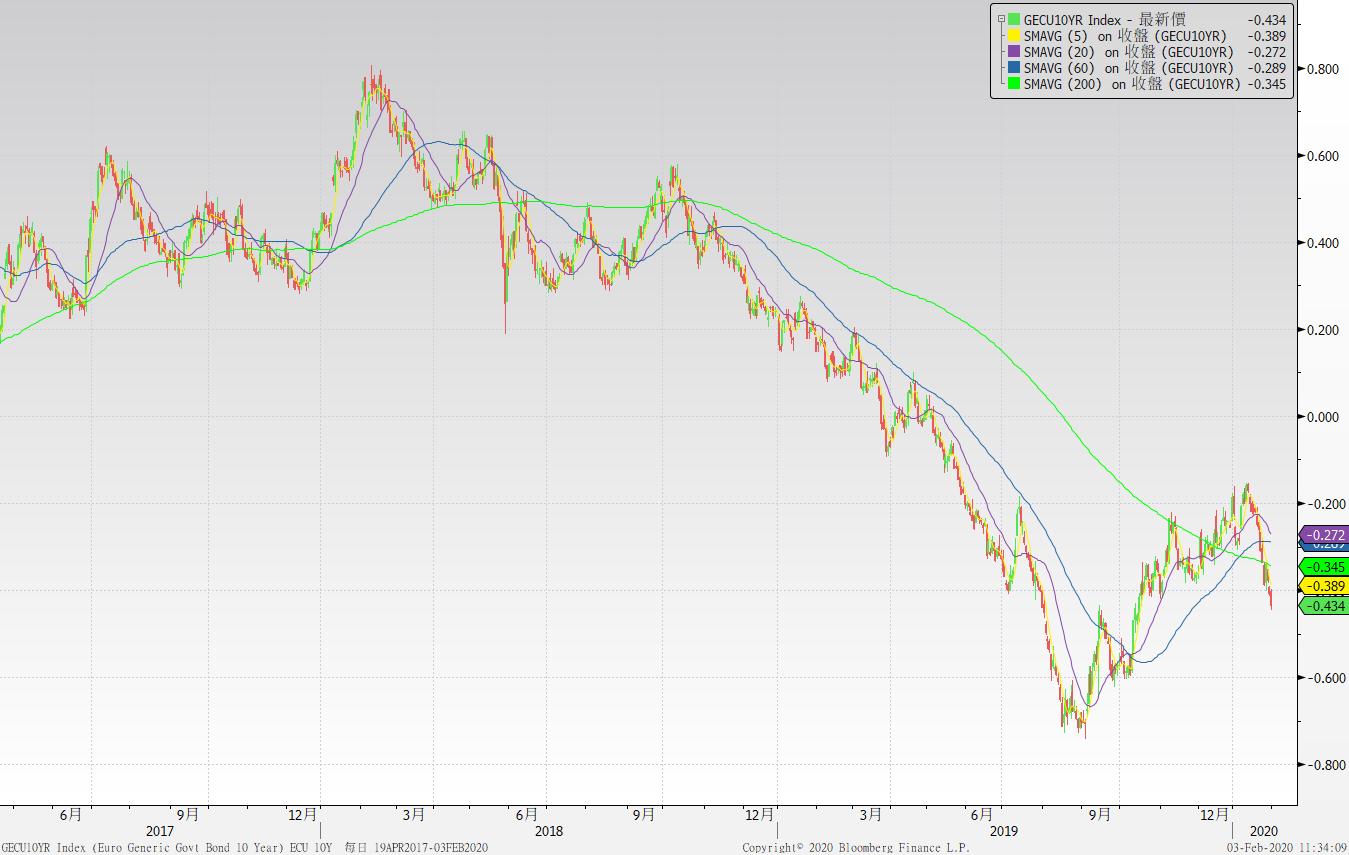 GECU10YR Index - 最新價 -0.434
SMAVG (5) on 收盤 (GECU10YR) -0.389
SMAVG (20) on 收盤 (GECU10YR) -0.272
SMAVG (60) on 收盤 (GECU10YR) -0.289
SMAVG (200) on 收盤 (GECU10YR) -0.345
0.800
0.600
0.400
0.200
0.000
-0.200
-0.272
-0.289
-0.345
-0.389
-0.434
-0.600
-0.800
6月 9月 12月 3月 6月 9月 12月 3月 6月 9月 12月
2017 2018 2019 2020
GECU10YR Index (Euro Generic Govt Bond 10 Year) ECU 10Y 每日 19APR2017-03FEB2020 Copyright© 2020 Bloomberg Finance L.P. 03-Feb-2020 11:34:09